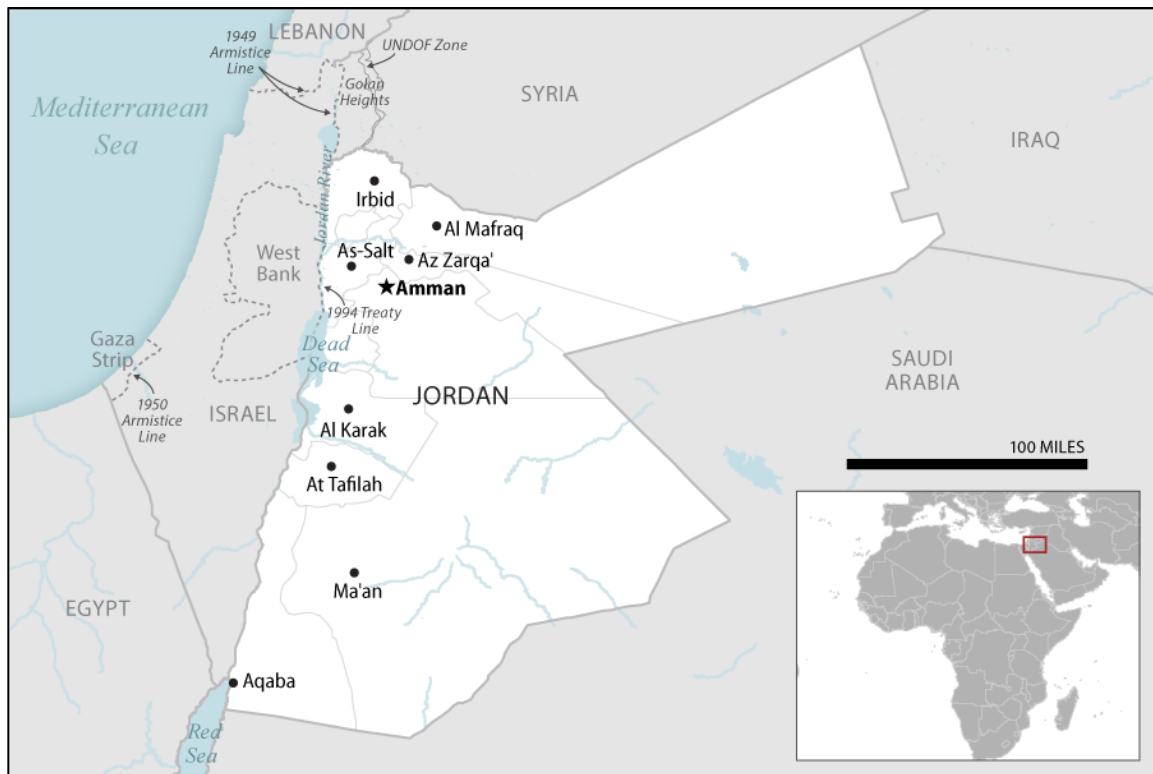 LEBANON
1949
Armistice
Line
UNDOF Zone
Golan
Heights
SYRIA
IRAQ
Mediterranean
Sea
Jordan River
Irbid
Al Mafraq
West
Bank
As-Salt
Az Zarqa'
Amman
1994 Treaty
Line
Gaza
Strip
Dead
Sea
SAUDI
ARABIA
JORDAN
1950
Armistice
Line
ISRAEL
Al Karak
100 MILES
At Tafilah
Ma'an
EGYPT
Aqaba
Red
Sea